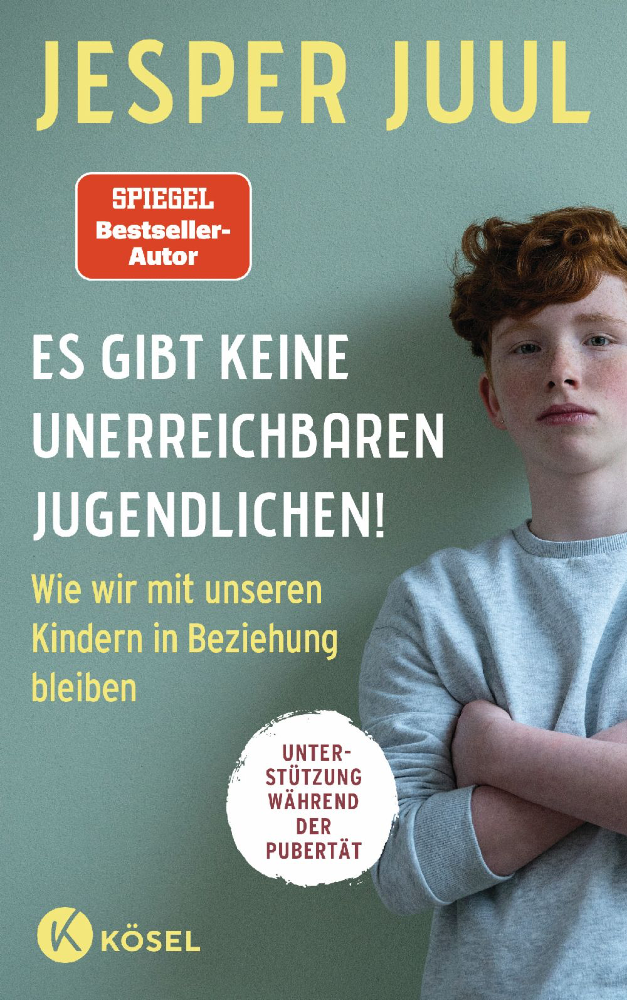 JESPER JUUL
SPIEGEL
Bestseller-
Autor
ES GIBT KEINE
UNERREICHBAREN
JUGENDLICHEN!
Wie wir mit unseren
Kindern in Beziehung
bleiben
UNTER-
STÜTZUNG
WÄHREND
DER
PUBERTÄT
K KÖSEL